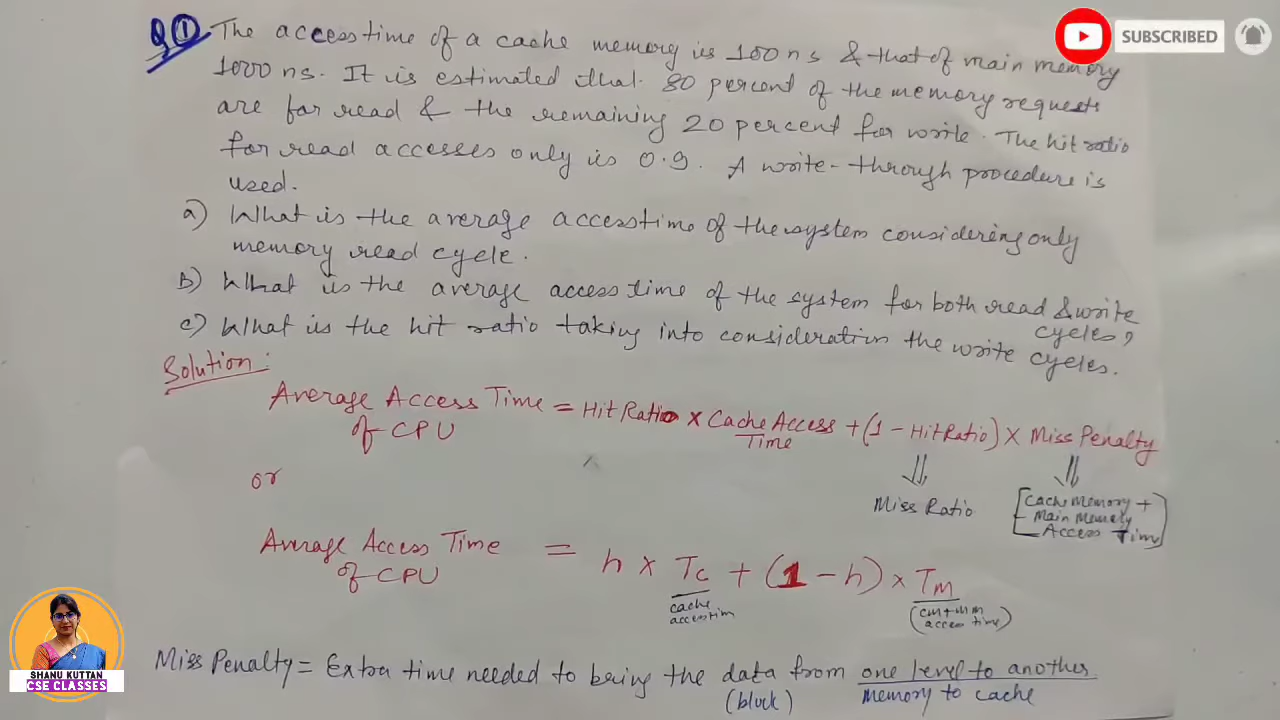 SUBSCRIBED
Q① The access time of a cache memory is 100 ns & that of main memory
1000 ns. It is estimated that 80 percent of the memory requests
are for read & the remaining 20 percent for write. The hit ratio
for read accesses only is 0.9. A write-through procedure is
used.
a) What is the average access time of the system considering only
memory read cycle.
B) What is the average access time of the system for both read & write
cycles,
c) What is the hit ratio taking into consideration the write cycles.
Solution:
Average Access Time = Hit Ratio × Cache Access + (1 - Hit Ratio) × Miss Penalty
of CPU Time
⇓ ⇓
or Miss Ratio [Cache Memory +
Main Memory
Access Time]
Average Access Time = h × Tc + (1 - h) × Tm
of CPU
cache (cm + mm
access tim access time)
Miss Penalty = Extra time needed to bring the data from one level to another
(block) Memory to cache
SHANU KUTTAN
CSE CLASSES